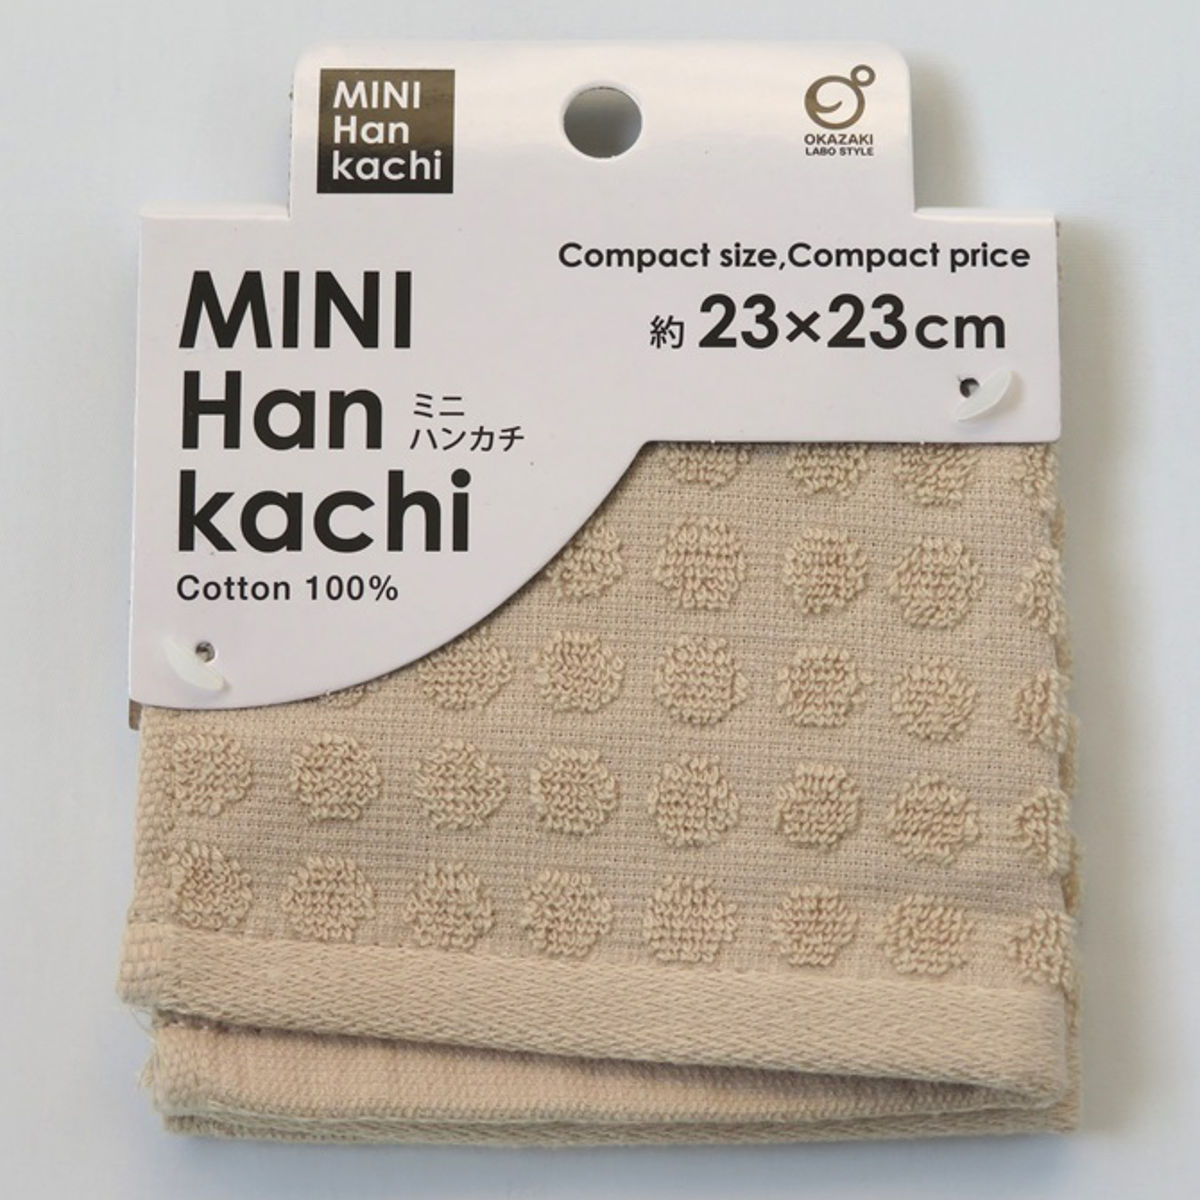 MINI
Han
kachi
OKAZAKI
LABO STYLE
Compact size,Compact price
約 23×23cm
MINI
Han
kachi
ミニ
ハンカチ
Cotton 100%